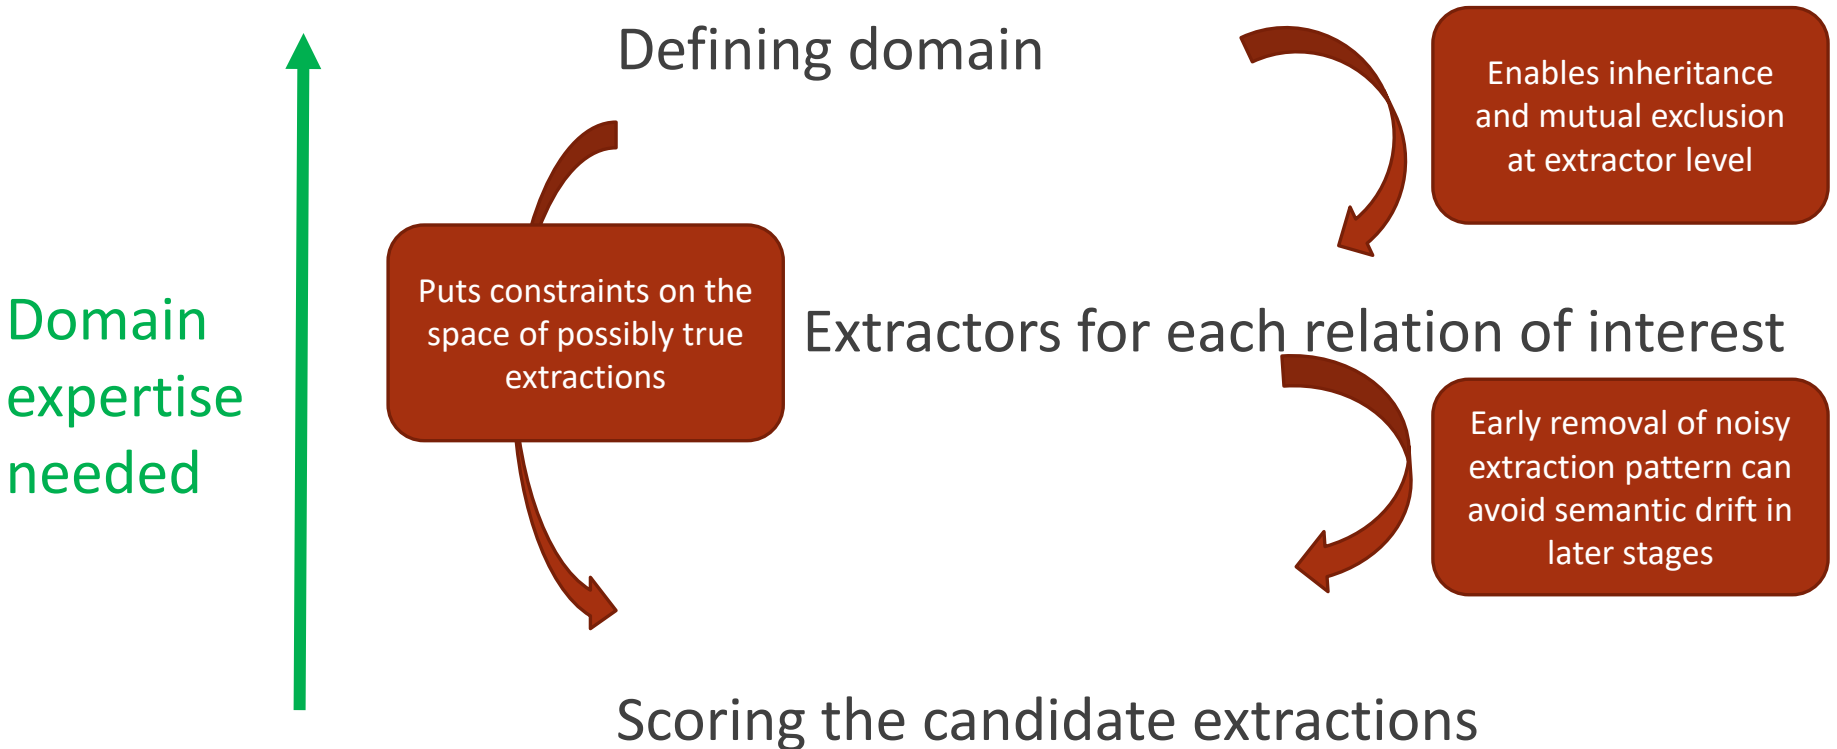 Defining domain
Enables inheritance
and mutual exclusion
at extractor level
Domain
expertise
needed
Puts constraints on the
space of possibly true
extractions
Extractors for each relation of interest
Early removal of noisy
extraction pattern can
avoid semantic drift in
later stages
Scoring the candidate extractions